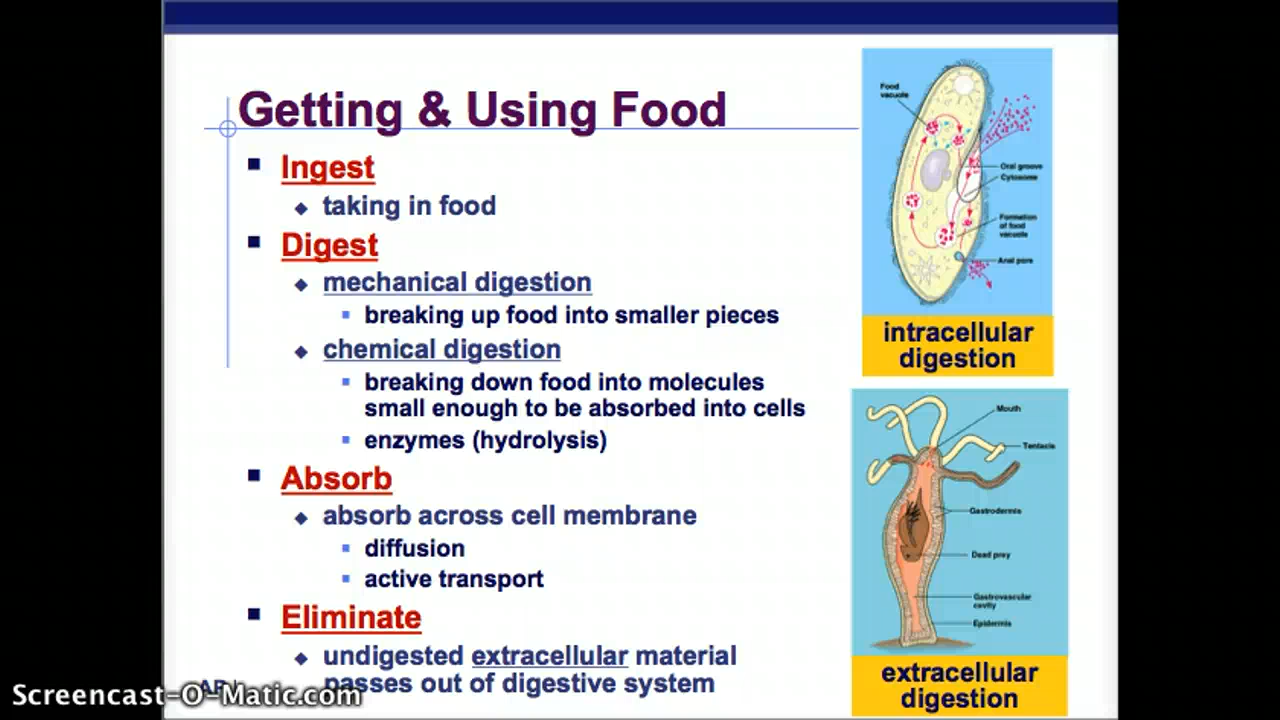 Getting & Using Food
Ingest
taking in food
Digest
mechanical digestion
breaking up food into smaller pieces
chemical digestion
breaking down food into molecules
small enough to be absorbed into cells
enzymes (hydrolysis)
Absorb
absorb across cell membrane
diffusion
active transport
Eliminate
undigested extracellular material
passes out of digestive system
Food
vacuole
Oral groove
Cytosome
Formation
of food
vacuole
Anal pore
intracellular
digestion
Mouth
Tentacle
Gastrodermis
Dead prey
Gastrovascular
cavity
Epidermis
extracellular
digestion
Screencast-O-Matic.com